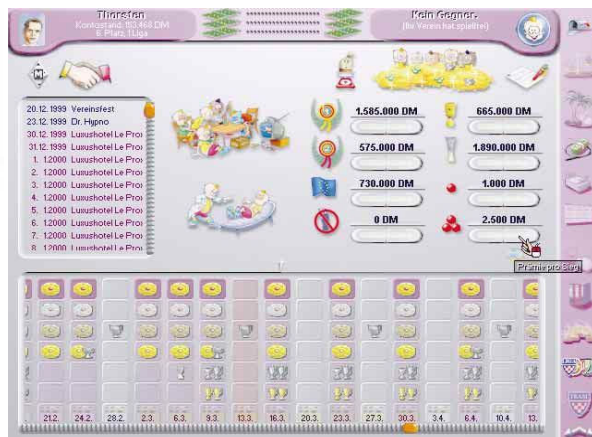 Thorsten
Kontostand: 193.468 DM
6. Platz, 1.Liga
Kein Gegner.
(Ihr Verein hat spielfrei)
20.12. 1999 Vereinsfest
23.12. 1999 Dr. Hypno
30.12. 1999 Luxushotel Le Pro
31.12. 1999 Luxushotel Le Pro
1. 1.2000 Luxushotel Le Pro
2. 1.2000 Luxushotel Le Pro
3. 1.2000 Luxushotel Le Pro
4. 1.2000 Luxushotel Le Pro
5. 1.2000 Luxushotel Le Pro
6. 1.2000 Luxushotel Le Pro
7. 1.2000 Luxushotel Le Pro
8. 1.2000 Luxushotel Le Pro
1.585.000 DM
665.000 DM
575.000 DM
1.890.000 DM
730.000 DM
1.000 DM
0 DM
2.500 DM
Prämie pro Sieg
21.2. 24.2. 28.2. 2.3. 6.3. 9.3. 13.3. 16.3. 20.3. 23.3. 27.3. 30.3. 3.4. 6.4. 10.4. 13.